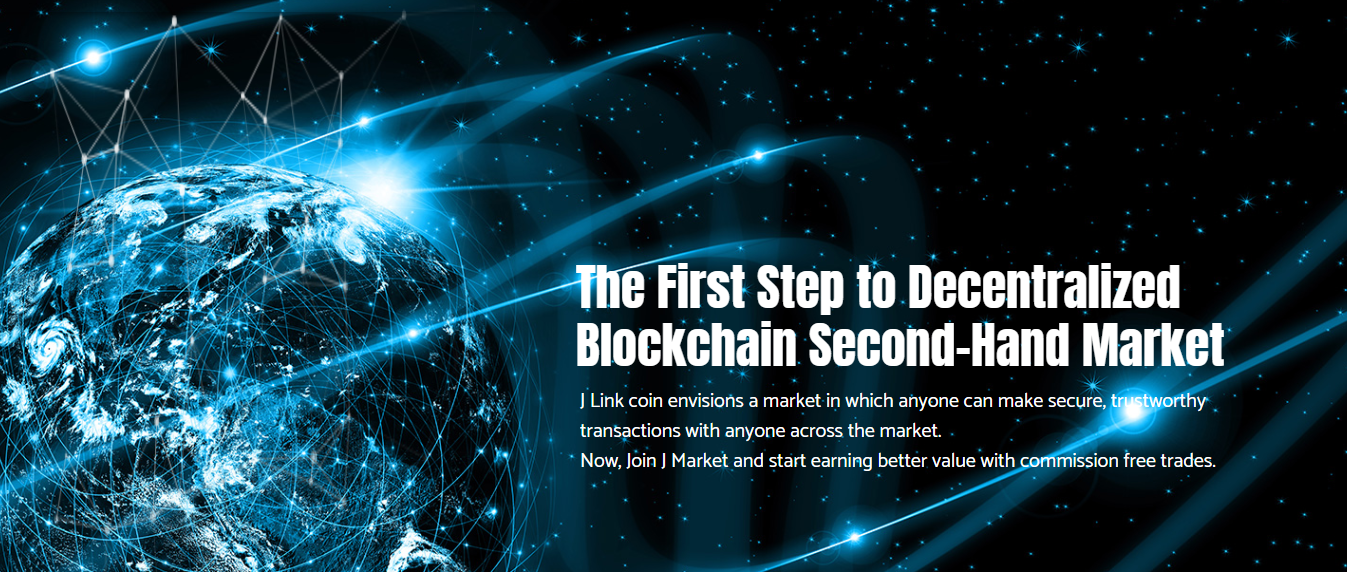 The First Step to Decentralized
Blockchain Second-Hand Market
J Link coin envisions a market in which anyone can make secure, trustworthy
transactions with anyone across the market.
Now, Join J Market and start earning better value with commission free trades.